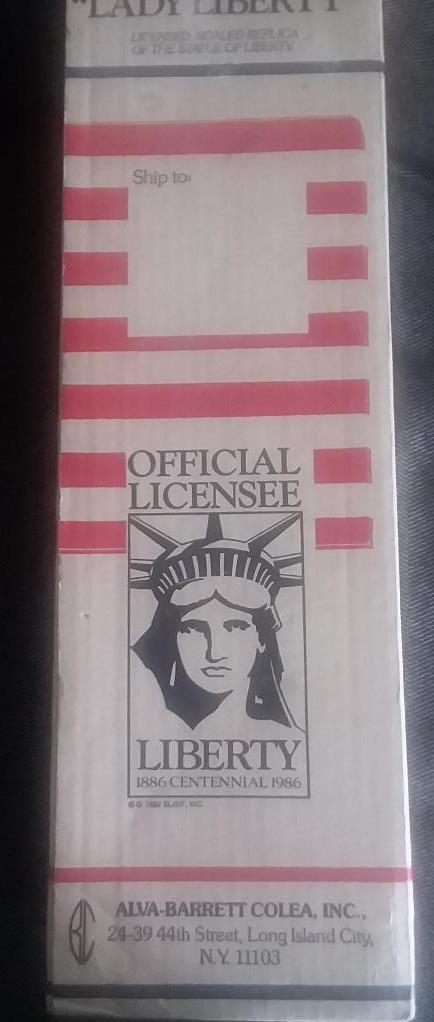 "LADY LIBERTY"
LICENSED, SCALED REPLICA
OF THE STATUE OF LIBERTY
Ship to:
OFFICIAL
LICENSEE
LIBERTY
1886 CENTENNIAL 1986
INC.
ALVA-BARRETT COLEA, INC.,
24-39 44th Street, Long Island City,
N.Y. 11103